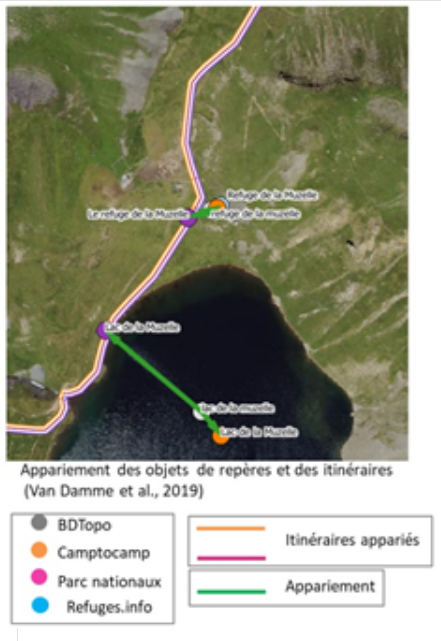 Refuge de la Muzelle
Le refuge de la Muzelle
refuge de la muzelle
Lac de la Muzelle
lac de la muzelle
Lac de la Muzelle
Appariement des objets de repères et des itinéraires
(Van Damme et al., 2019)
BDTopo
Camptocamp
Parc nationaux
Refuges.info
Itinéraires appariés
Appariement